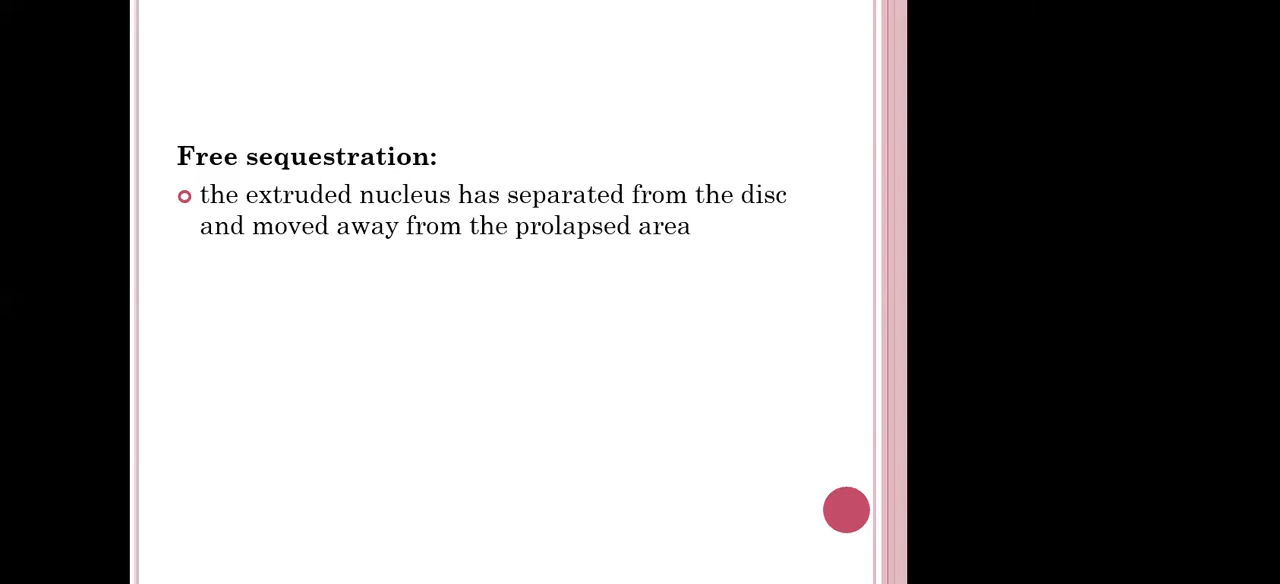 Free sequestration:
the extruded nucleus has separated from the disc
and moved away from the prolapsed area